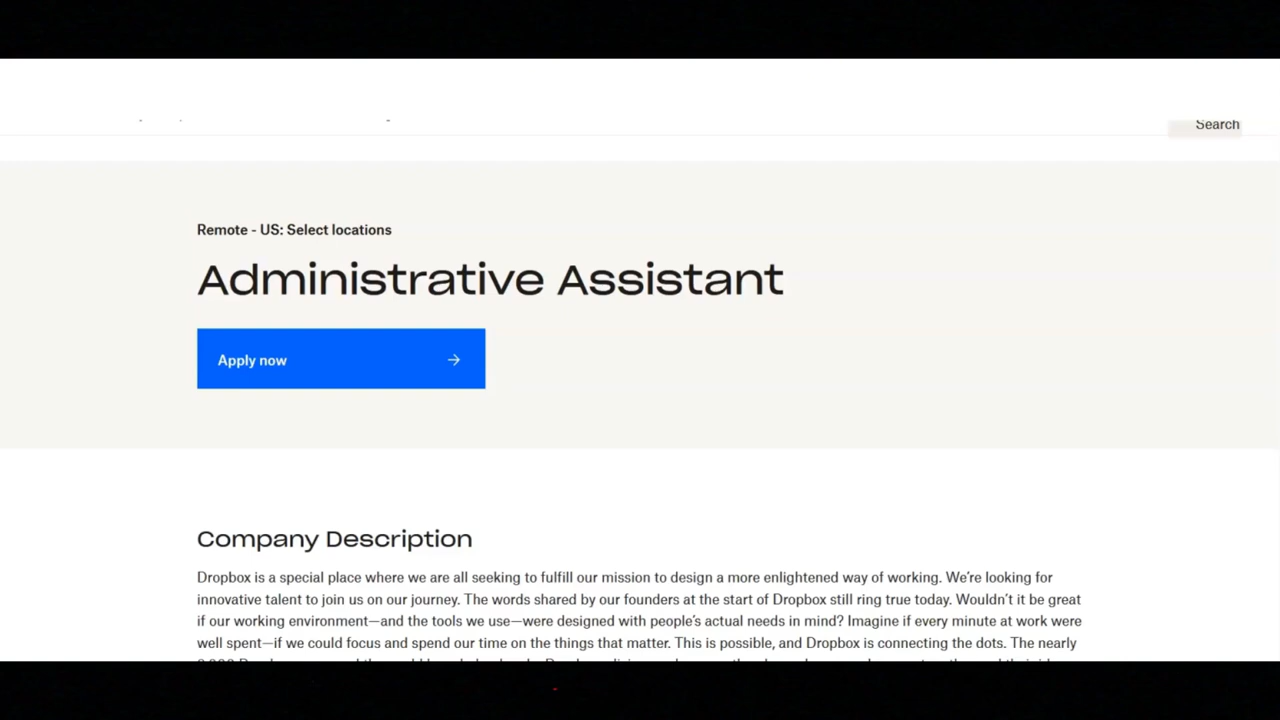 Search
Remote - US: Select locations
Administrative Assistant
Apply now
Company Description
Dropbox is a special place where we are all seeking to fulfill our mission to design a more enlightened way of working. We’re looking for
innovative talent to join us on our journey. The words shared by our founders at the start of Dropbox still ring true today. Wouldn’t it be great
if our working environment—and the tools we use—were designed with people’s actual needs in mind? Imagine if every minute at work were
well spent—if we could focus and spend our time on the things that matter. This is possible, and Dropbox is connecting the dots. The nearly